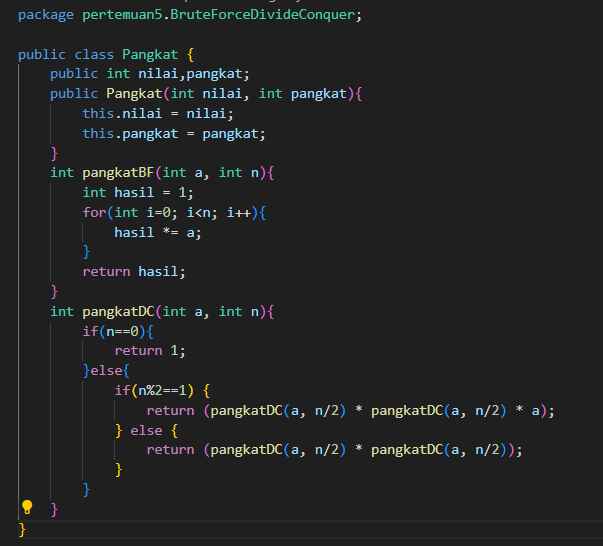 package pertemuan5.BruteForceDivideConquer;
public class Pangkat {
public int nilai,pangkat;
public Pangkat(int nilai, int pangkat){
this.nilai = nilai;
this.pangkat = pangkat;
}
int pangkatBF(int a, int n){
int hasil = 1;
for(int i=0; i<n; i++){
hasil *= a;
}
return hasil;
}
int pangkatDC(int a, int n){
if(n==0){
return 1;
}else{
if(n%2==1) {
return (pangkatDC(a, n/2) * pangkatDC(a, n/2) * a);
} else {
return (pangkatDC(a, n/2) * pangkatDC(a, n/2));
}
}
}
}